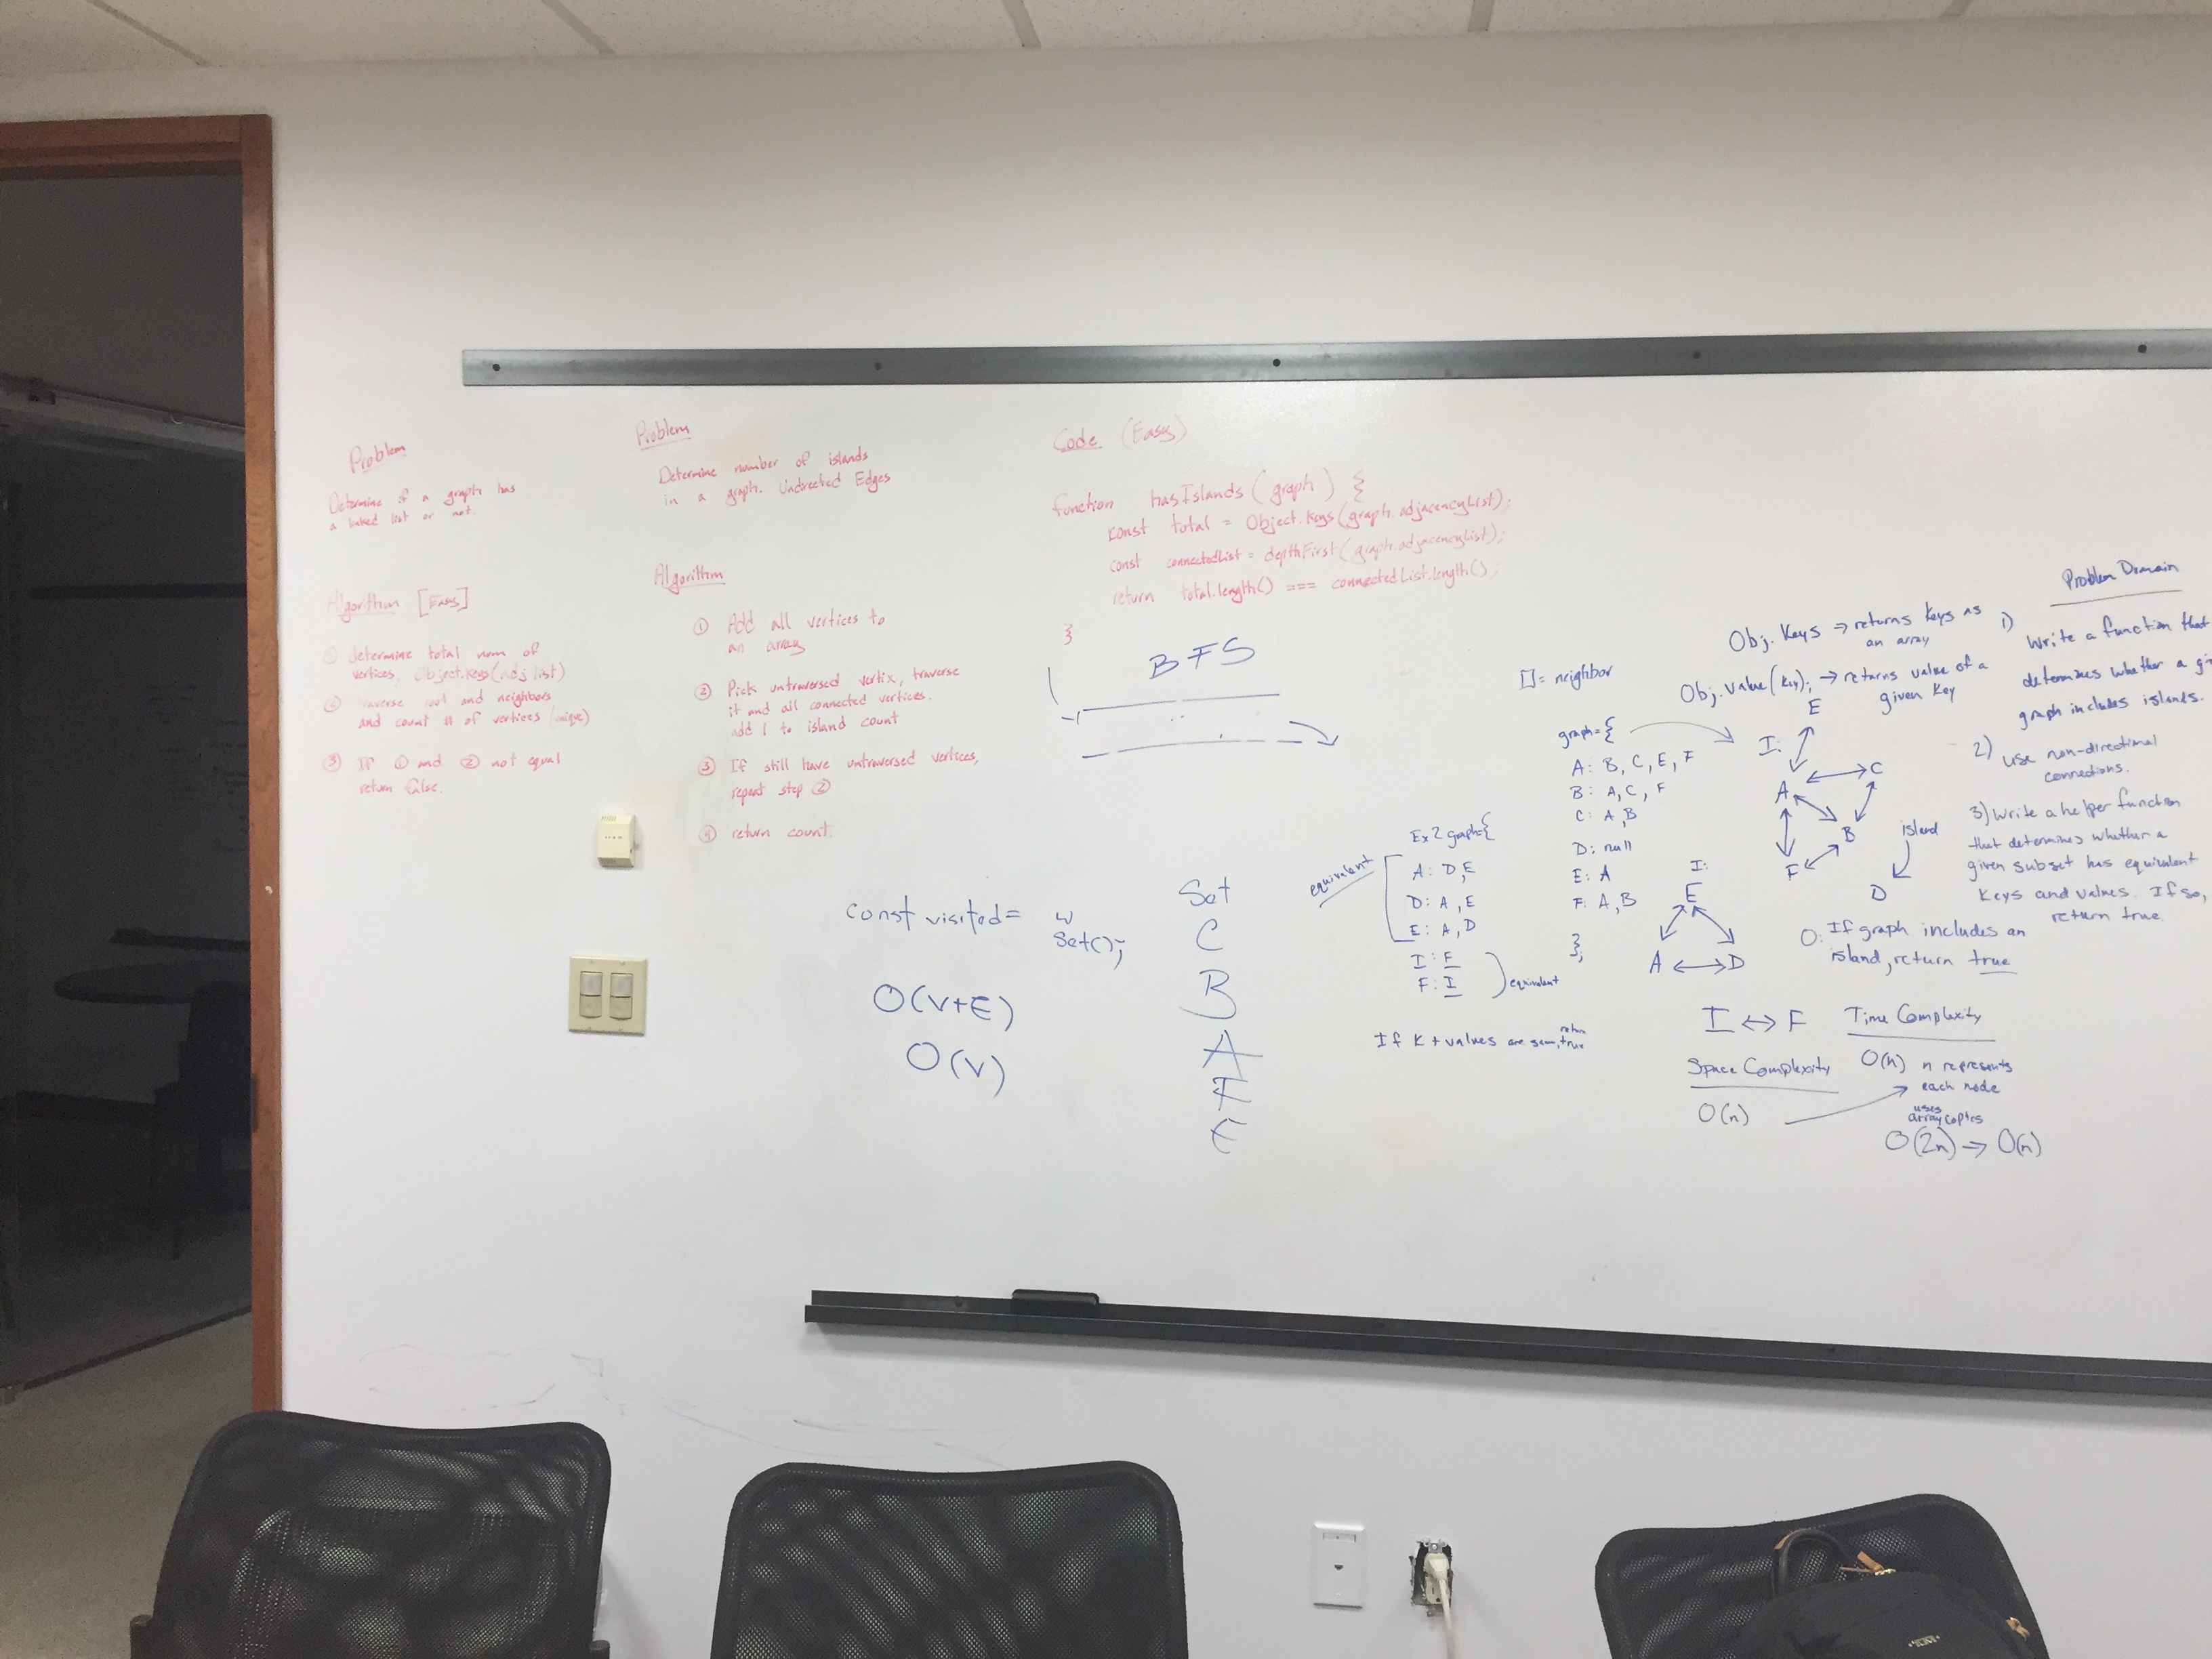 Problem
Determine if a graph has
a linked list or not.
Algorithm [Easy]
① determine total num of
vertices, Object.Keys(adj list)
② traverse root and neighbors
and count # of vertices (unique)
③ If ① and ② not equal
return false.
Problem
Determine number of islands
in a graph. Undirected Edges
Algorithm
① Add all vertices to
an array
② Pick untraversed vertix, traverse
it and all connected vertices.
add 1 to island count
③ If still have untraversed vertices,
repeat step ②
④ return count.
Code (Easy)
function hasIslands (graph) {
const total = Object.Keys(graph.adjacencyList);
const connectedList = depthFirst(graph.adjacencyList);
return total.length() === connectedList.length();
}
BFS
const visited =
Set();
O(V+E)
O(V)
Set
C
B
A
F
E
equivalent
Ex 2 graph={
A: D,E
D: A,E
E: A,D
I: F
F: I
equivalent
If K + values are same, return true
[]= neighbor
graph={
A: B, C, E, F
B: A, C, F
C: A, B
D: null
E: A
F: A, B
};
Obj. Keys → returns keys as
an array
Obj.value(key); → returns value of a
given key
I:
E
A
C
B
F
island
D
I:
E
A
D
I ↔ F
O: If graph includes an
island, return true
Space Complexity
O(n)
Time Complexity
O(n) n represents
each node
uses
array copies
O(2n) → O(n)
Problem Domain
1) Write a function that
determines whether a gi
graph includes islands.
2) use non-directional
connections.
3) Write a helper function
that determines whether a
given subset has equivalent
keys and values. If so,
return true.